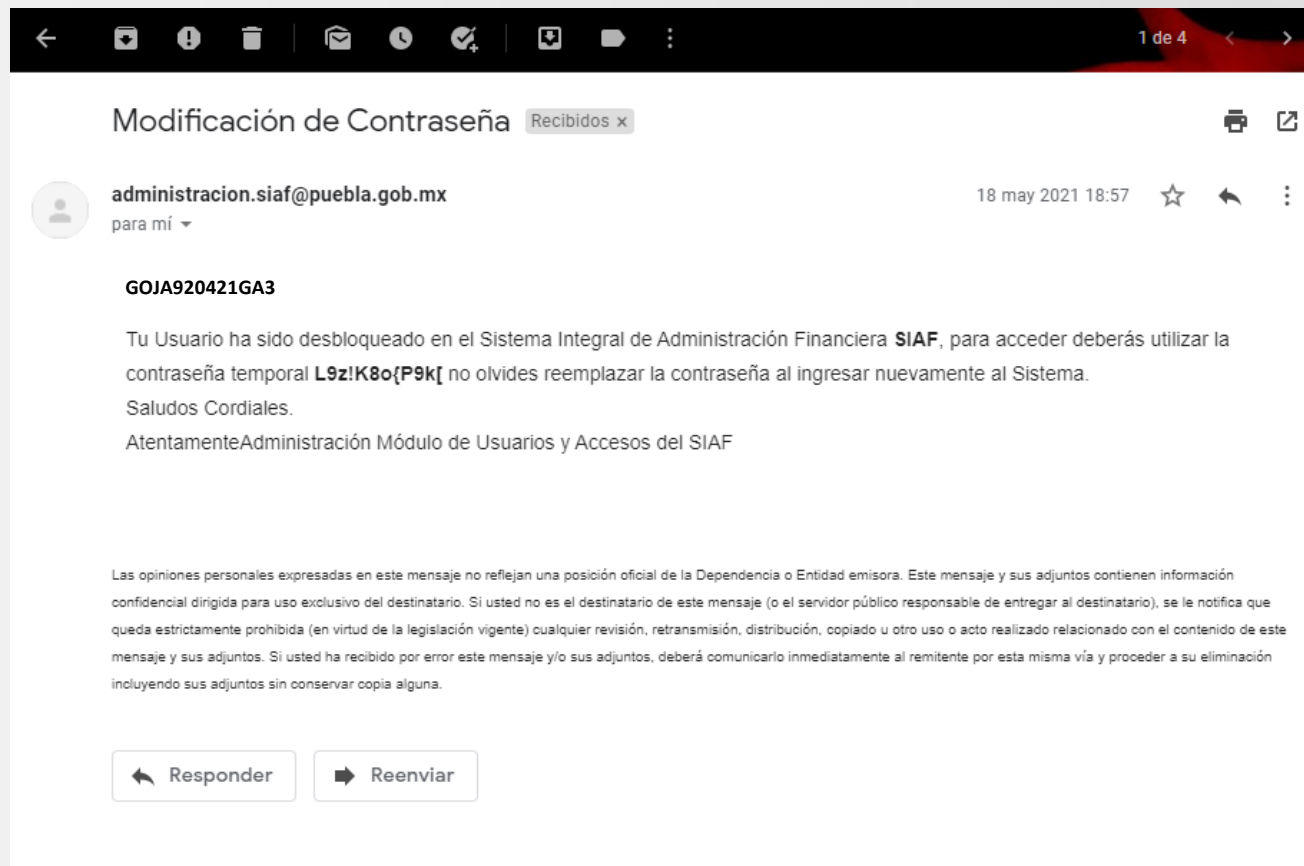 1 de 4
Modificación de Contraseña Recibidos x
administracion.siaf@puebla.gob.mx 18 may 2021 18:57
para mí
GOJA920421GA3
Tu Usuario ha sido desbloqueado en el Sistema Integral de Administración Financiera SIAF, para acceder deberás utilizar la
contraseña temporal L9z!K8o{P9k[ no olvides reemplazar la contraseña al ingresar nuevamente al Sistema.
Saludos Cordiales.
AtentamenteAdministración Módulo de Usuarios y Accesos del SIAF
Las opiniones personales expresadas en este mensaje no reflejan una posición oficial de la Dependencia o Entidad emisora. Este mensaje y sus adjuntos contienen información
confidencial dirigida para uso exclusivo del destinatario. Si usted no es el destinatario de este mensaje (o el servidor público responsable de entregar al destinatario), se le notifica que
queda estrictamente prohibida (en virtud de la legislación vigente) cualquier revisión, retransmisión, distribución, copiado u otro uso o acto realizado relacionado con el contenido de este
mensaje y sus adjuntos. Si usted ha recibido por error este mensaje y/o sus adjuntos, deberá comunicarlo inmediatamente al remitente por esta misma vía y proceder a su eliminación
incluyendo sus adjuntos sin conservar copia alguna.
Responder Reenviar